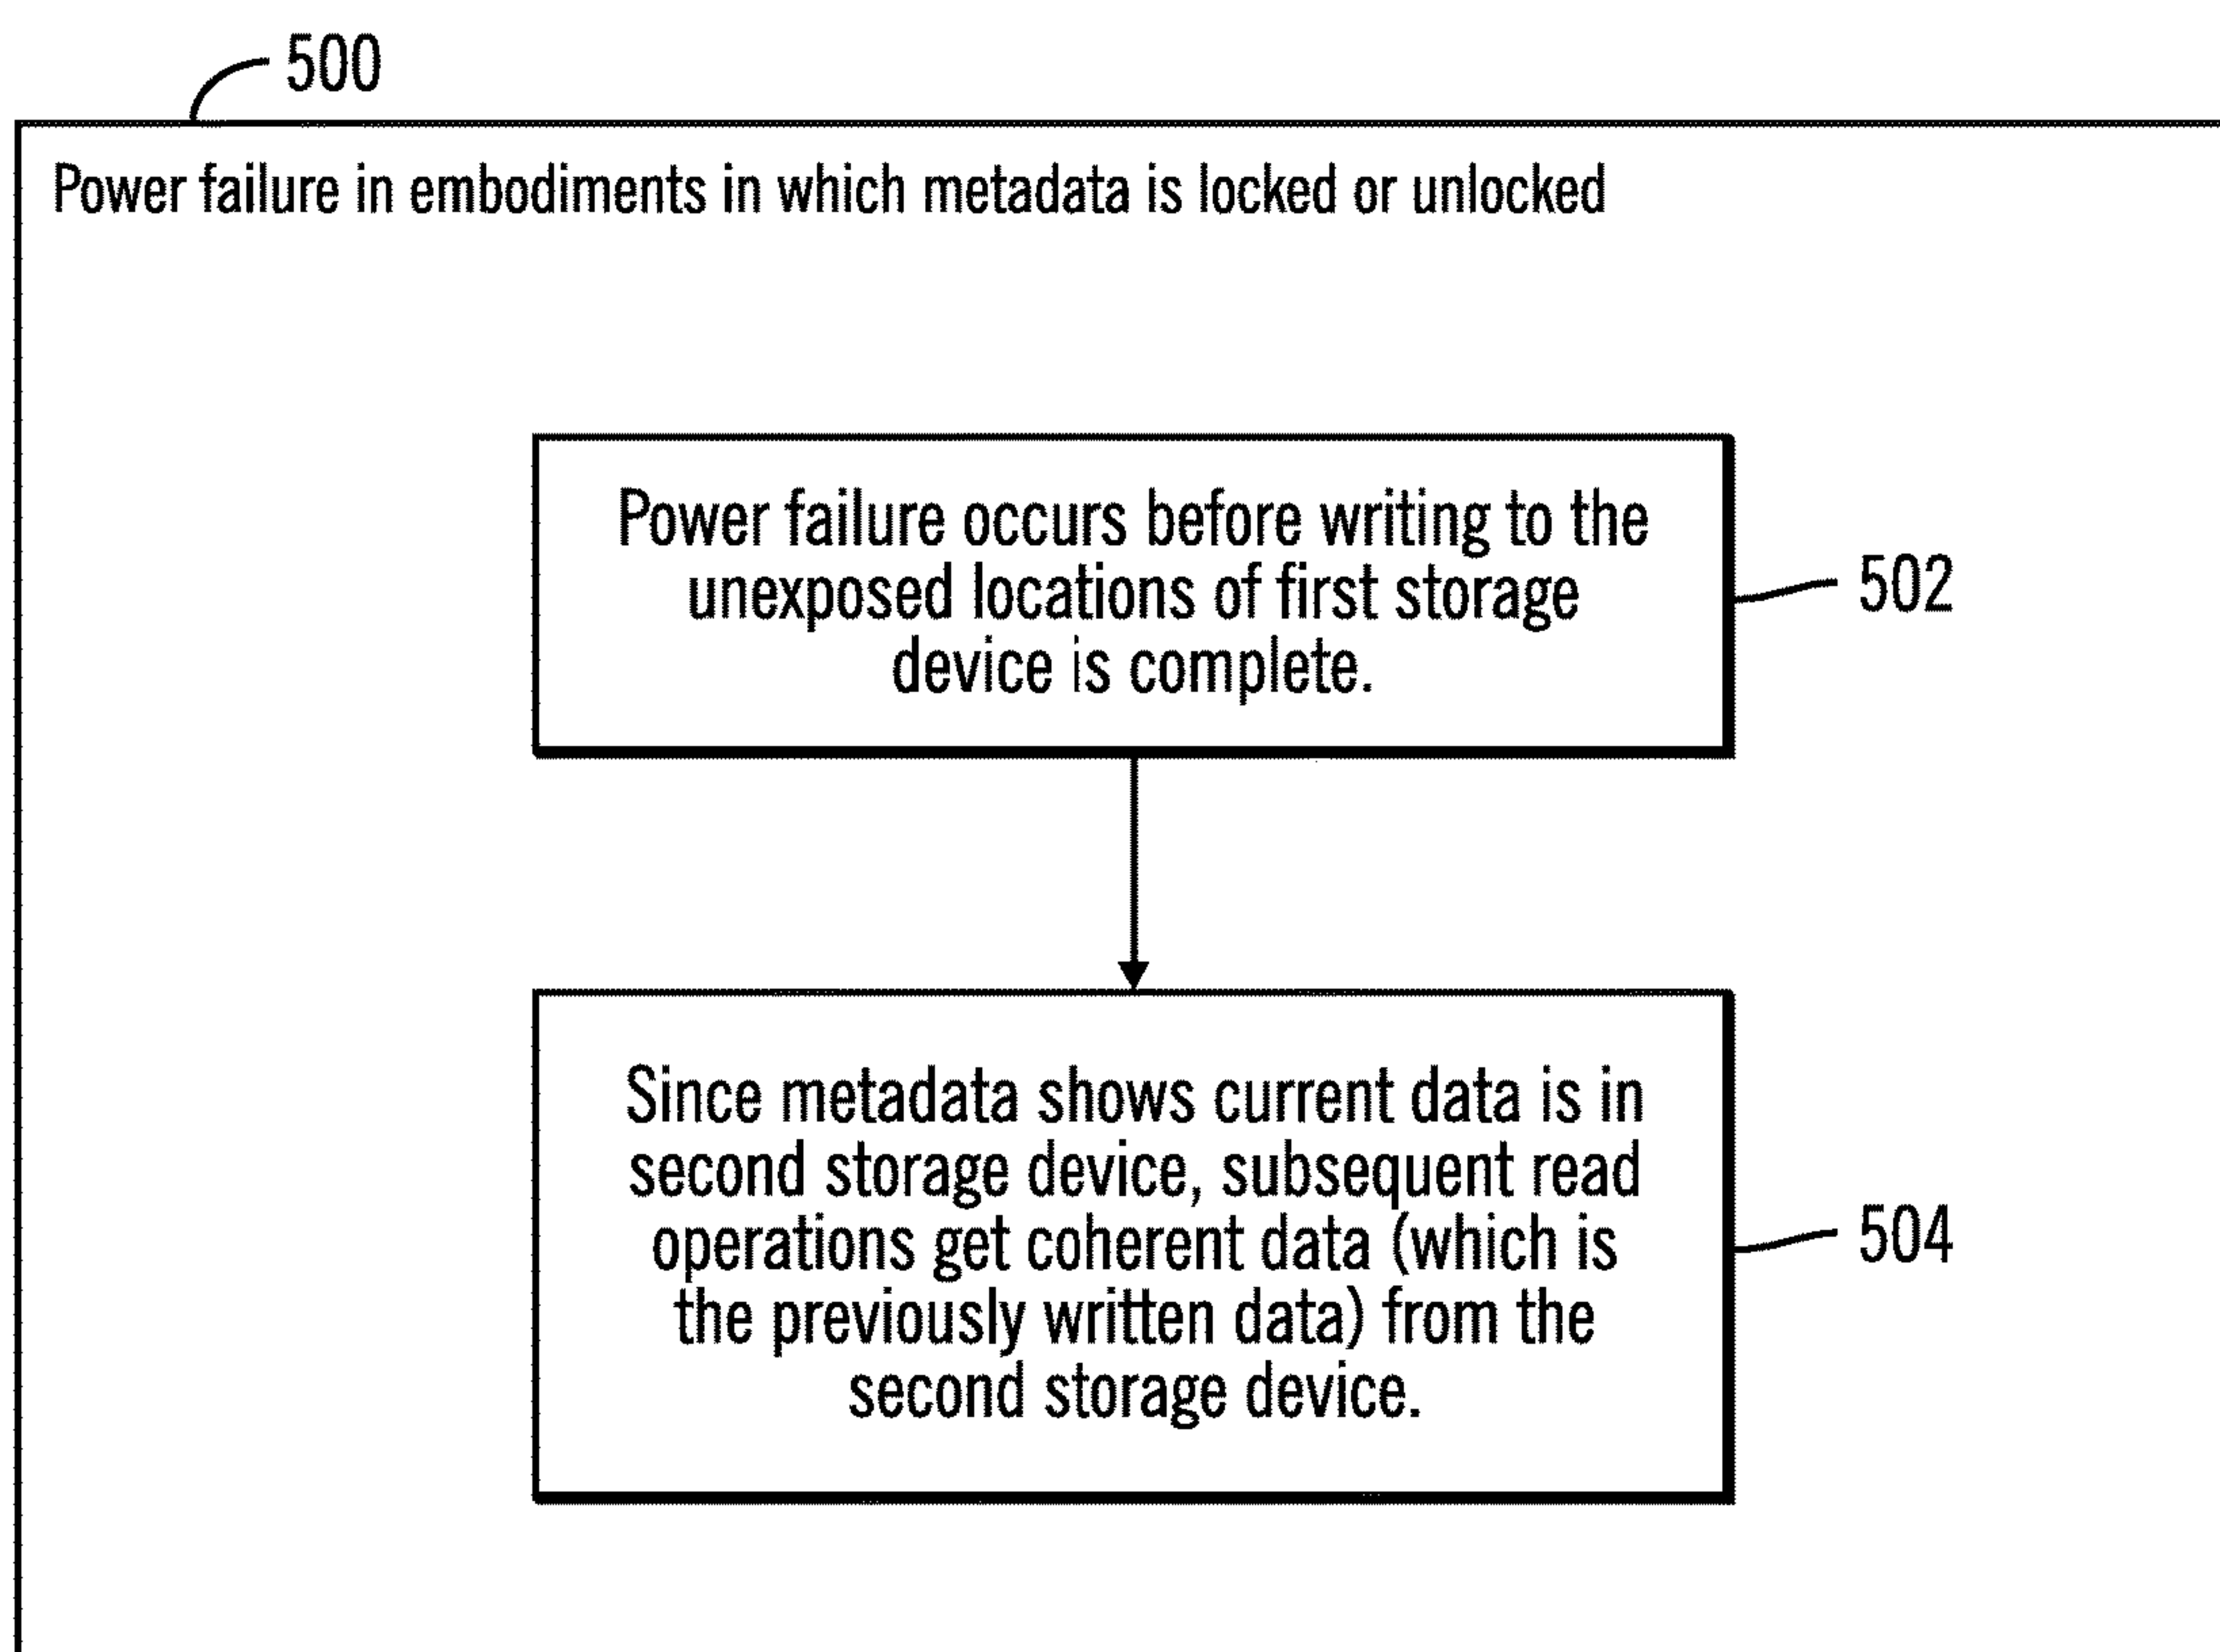 500
Power failure in embodiments in which metadata is locked or unlocked
Power failure occurs before writing to the
unexposed locations of first storage
device is complete.
502
Since metadata shows current data is in
second storage device, subsequent read
operations get coherent data (which is
the previously written data) from the
second storage device.
504